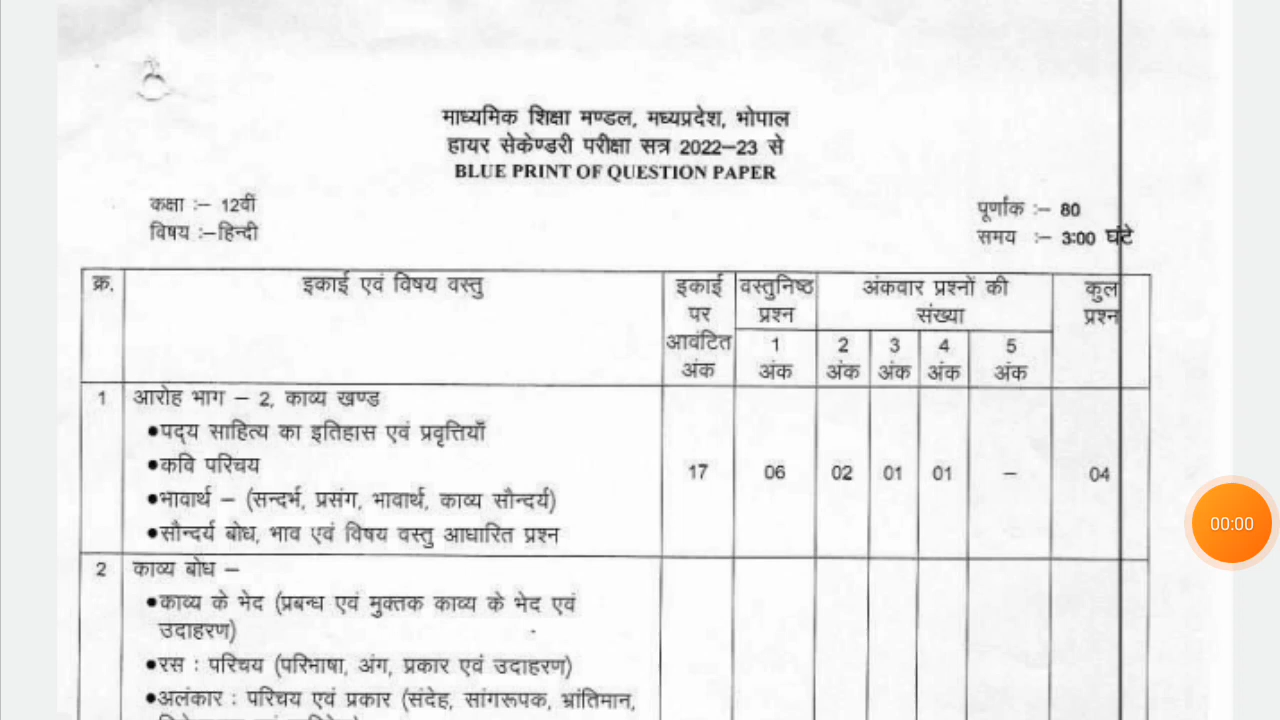 माध्यमिक शिक्षा मण्डल, मध्यप्रदेश, भोपाल
हायर सेकेण्डरी परीक्षा सत्र 2022–23 से
BLUE PRINT OF QUESTION PAPER
कक्षा :– 12वीं
विषय :–हिन्दी
पूर्णांक :– 80
समय :– 3:00 घंटे
क्र.
इकाई एवं विषय वस्तु
इकाई
पर
आवंटित
अंक
वस्तुनिष्ठ
प्रश्न
1
अंक
अंकवार प्रश्नों की
संख्या
2
अंक
3
अंक
4
अंक
5
अंक
कुल
प्रश्न
1
आरोह भाग – 2, काव्य खण्ड
●पद्य साहित्य का इतिहास एवं प्रवृत्तियाँ
●कवि परिचय
●भावार्थ – (सन्दर्भ, प्रसंग, भावार्थ, काव्य सौन्दर्य)
●सौन्दर्य बोध, भाव एवं विषय वस्तु आधारित प्रश्न
17 06 02 01 01 – 04
2
काव्य बोध –
●काव्य के भेद (प्रबन्ध एवं मुक्तक काव्य के भेद एवं
उदाहरण)
●रस : परिचय (परिभाषा, अंग, प्रकार एवं उदाहरण)
●अलंकार : परिचय एवं प्रकार (संदेह, सांगरूपक, भ्रांतिमान,
00:00